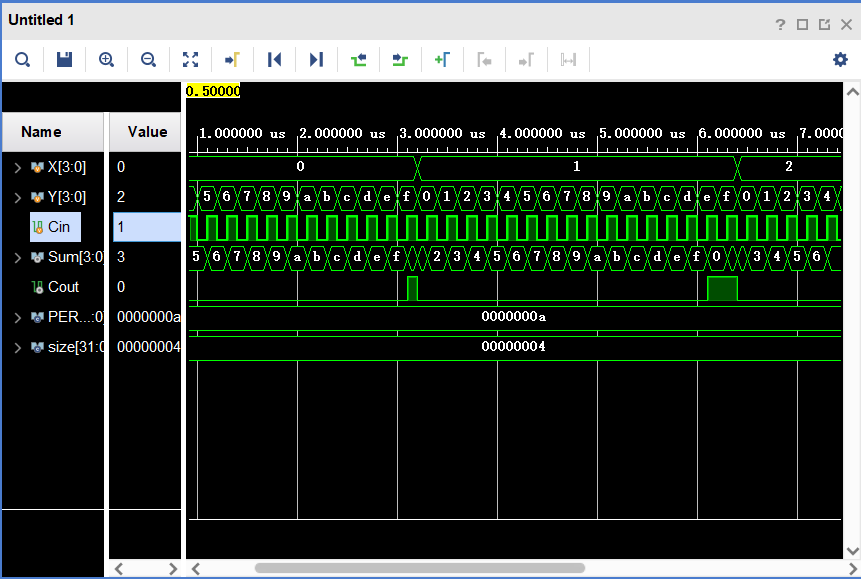 Untitled 1
0.50000
Name Value
1.000000 us 2.000000 us 3.000000 us 4.000000 us 5.000000 us 6.000000 us 7.0000
X[3:0] 0 0 1 2
Y[3:0] 2 5 6 7 8 9 a b c d e f 0 1 2 3 4 5 6 7 8 9 a b c d e f 0 1 2 3 4
Cin 1
Sum[3:0 3 5 6 7 8 9 a b c d e f 2 3 4 5 6 7 8 9 a b c d e f 0 3 4 5 6
Cout 0
PER...:0] 0000000a 0000000a
size[31:0 00000004 00000004